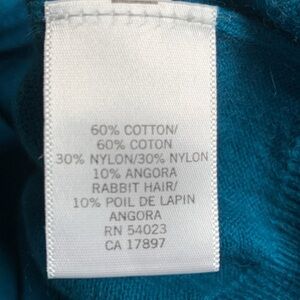 60% COTTON/
60% COTON
30% NYLON/30% NYLON
10% ANGORA
RABBIT HAIR/
10% POIL DE LAPIN
ANGORA
RN 54023
CA 17897